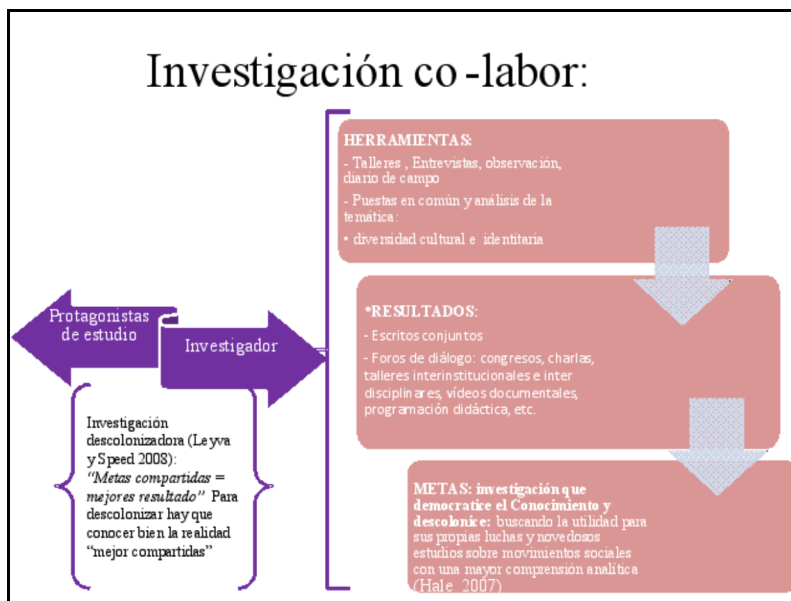 Investigación co -labor:
HERRAMIENTAS:
- Talleres , Entrevistas, observación,
diario de campo
- Puestas en común y análisis de la
temática:
• diversidad cultural e identitaria
Protagonistas
de estudio
Investigador
*RESULTADOS:
- Escritos conjuntos
- Foros de diálogo: congresos, charlas,
talleres interinstitucionales e inter
disciplinares, vídeos documentales,
programación didáctica, etc.
Investigación
descolonizadora (Leyva
y Speed 2008):
“Metas compartidas =
mejores resultado” Para
descolonizar hay que
conocer bien la realidad
“mejor compartidas”
METAS: investigación que
democratice el Conocimiento y
descolonice: buscando la utilidad para
sus propias luchas y novedosos
estudios sobre movimientos sociales
con una mayor comprensión analítica
(Hale 2007)